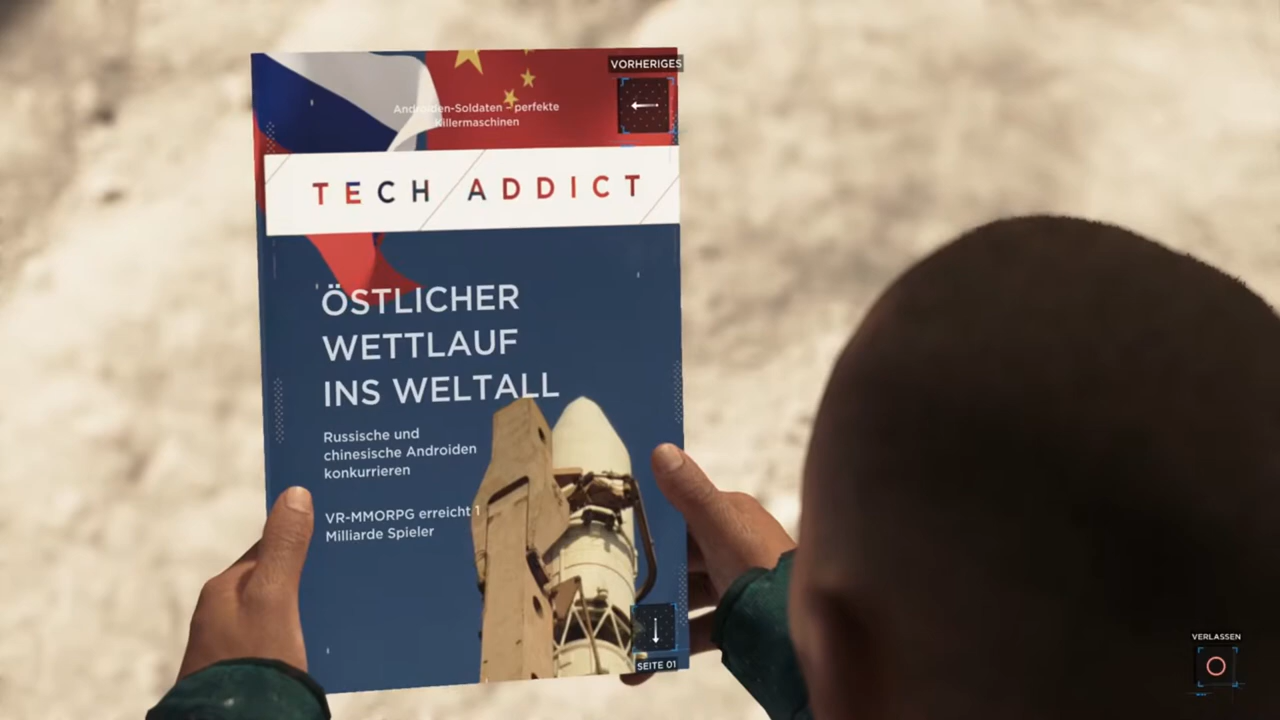 VORHERIGES
Androiden-Soldaten – perfekte
Killermaschinen
TECH ADDICT
ÖSTLICHER
WETTLAUF
INS WELTALL
Russische und
chinesische Androiden
konkurrieren
VR-MMORPG erreicht 1
Milliarde Spieler
SEITE 01
VERLASSEN